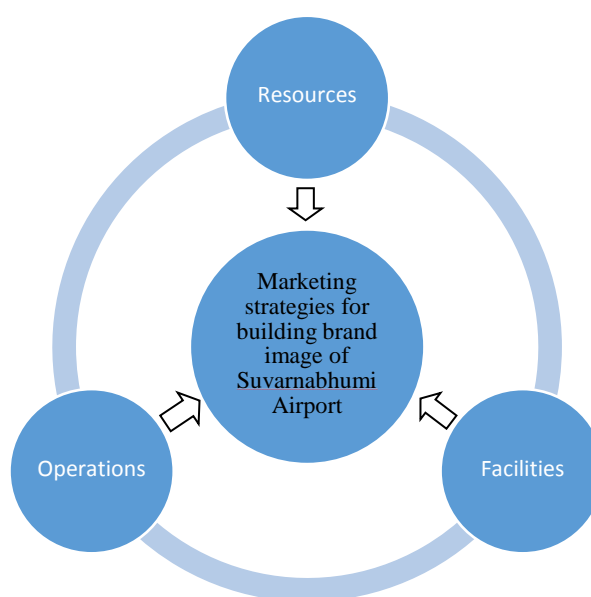 Resources
Marketing
strategies for
building brand
image of
Suvarnabhumi
Airport
Operations
Facilities